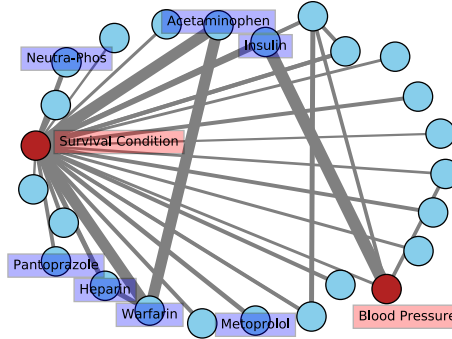 Acetaminophen
Insulin
Neutra-Phos
Survival Condition
Pantoprazole
Heparin
Warfarin
Metoprolol
Blood Pressure